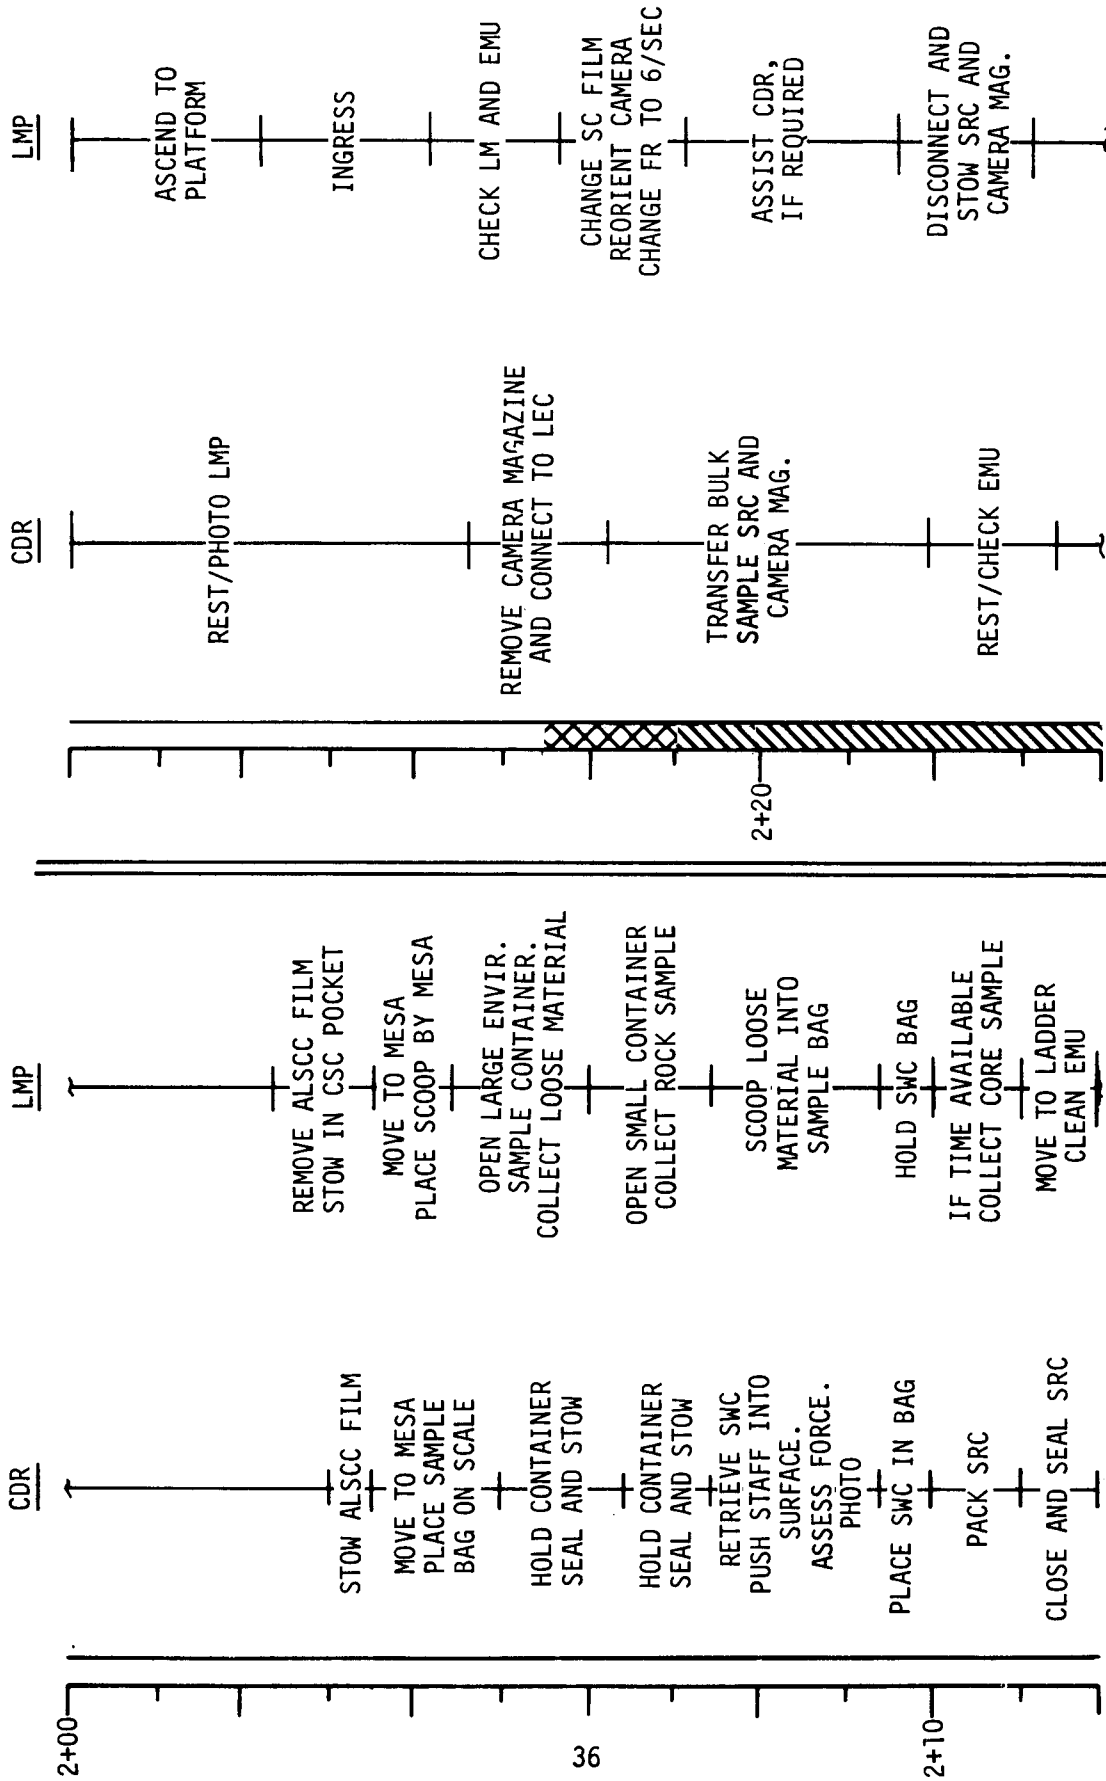 CDR
LMP
2+00
STOW ALSCC FILM
MOVE TO MESA
PLACE SAMPLE
BAG ON SCALE
HOLD CONTAINER
SEAL AND STOW
HOLD CONTAINER
SEAL AND STOW
RETRIEVE SWC
PUSH STAFF INTO
SURFACE.
ASSESS FORCE.
PHOTO
PLACE SWC IN BAG
2+10
PACK SRC
CLOSE AND SEAL SRC
REMOVE ALSCC FILM
STOW IN CSC POCKET
MOVE TO MESA
PLACE SCOOP BY MESA
OPEN LARGE ENVIR.
SAMPLE CONTAINER.
COLLECT LOOSE MATERIAL
OPEN SMALL CONTAINER
COLLECT ROCK SAMPLE
SCOOP LOOSE
MATERIAL INTO
SAMPLE BAG
HOLD SWC BAG
IF TIME AVAILABLE
COLLECT CORE SAMPLE
MOVE TO LADDER
CLEAN EMU
CDR
LMP
REST/PHOTO LMP
REMOVE CAMERA MAGAZINE
AND CONNECT TO LEC
2+20
TRANSFER BULK
SAMPLE SRC AND
CAMERA MAG.
REST/CHECK EMU
ASCEND TO
PLATFORM
INGRESS
CHECK LM AND EMU
CHANGE SC FILM
REORIENT CAMERA
CHANGE FR TO 6/SEC
ASSIST CDR,
IF REQUIRED
DISCONNECT AND
STOW SRC AND
CAMERA MAG.
36